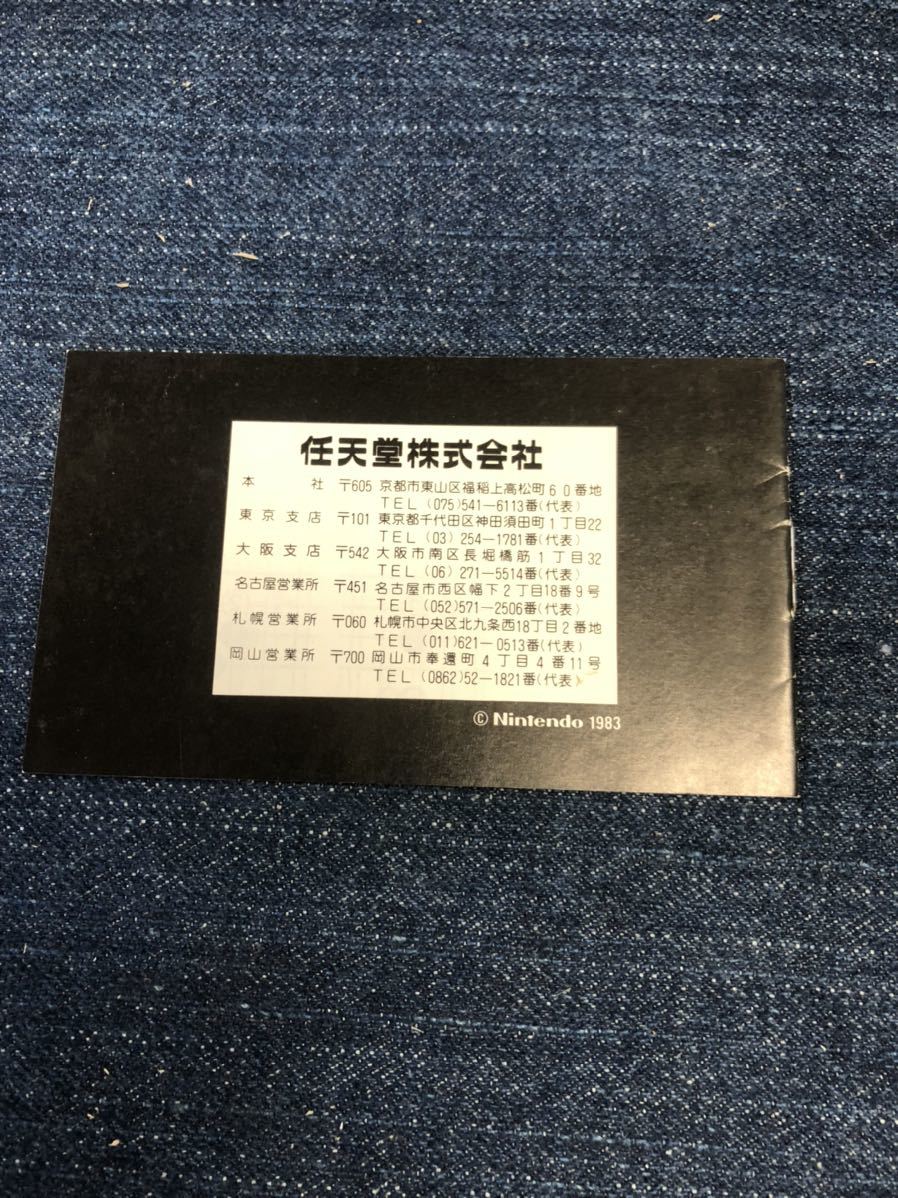 任天堂株式会社
本社 〒605 京都市東山区福稲上高松町60番地
TEL (075)541-6113番(代表)
東京支店 〒101 東京都千代田区神田須田町1丁目22
TEL (03) 254-1781番(代表)
大阪支店 〒542 大阪市南区長堀橋筋1丁目32
TEL (06) 271-5514番(代表)
名古屋営業所 〒451 名古屋市西区幅下2丁目18番9号
TEL (052)571-2506番(代表)
札幌営業所 〒060 札幌市中央区北九条西18丁目2番地
TEL (011)621-0513番(代表)
岡山営業所 〒700 岡山市奉還町4丁目4番11号
TEL (0862)52-1821番(代表)
© Nintendo 1983